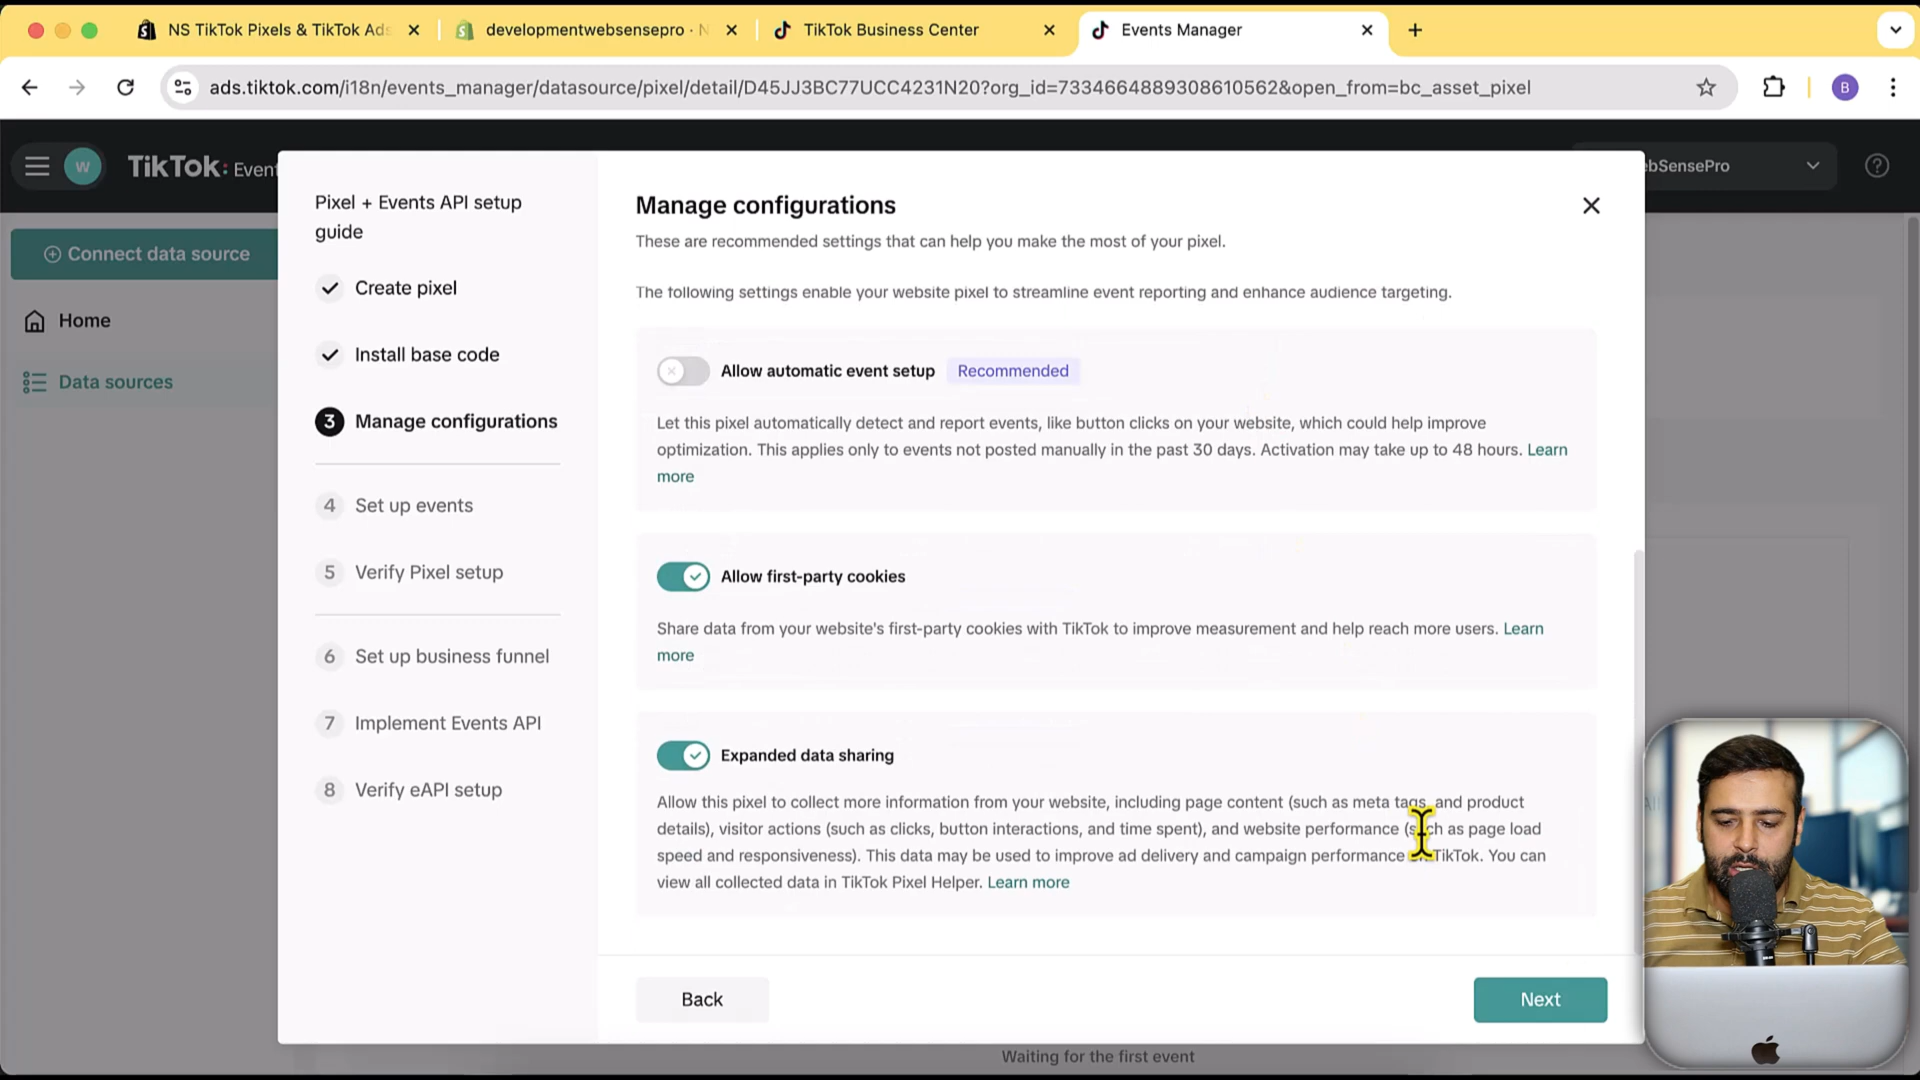 NS TikTok Pixels & TikTok Ads
developmentwebsensepro · N
TikTok Business Center
Events Manager
ads.tiktok.com/i18n/events_manager/datasource/pixel/detail/D45JJ3BC77UCC4231N20?org_id=7334664889308610562&open_from=bc_asset_pixel
B
W
TikTok: Event
bSensePro
Connect data source
Home
Data sources
Pixel + Events API setup
guide
Create pixel
Install base code
3 Manage configurations
4 Set up events
5 Verify Pixel setup
6 Set up business funnel
7 Implement Events API
8 Verify eAPI setup
Manage configurations
These are recommended settings that can help you make the most of your pixel.
The following settings enable your website pixel to streamline event reporting and enhance audience targeting.
Allow automatic event setup Recommended
Let this pixel automatically detect and report events, like button clicks on your website, which could help improve
optimization. This applies only to events not posted manually in the past 30 days. Activation may take up to 48 hours. Learn
more
Allow first-party cookies
Share data from your website's first-party cookies with TikTok to improve measurement and help reach more users. Learn
more
Expanded data sharing
Allow this pixel to collect more information from your website, including page content (such as meta tags, and product
details), visitor actions (such as clicks, button interactions, and time spent), and website performance (such as page load
speed and responsiveness). This data may be used to improve ad delivery and campaign performance on TikTok. You can
view all collected data in TikTok Pixel Helper. Learn more
Back
Next
Waiting for the first event